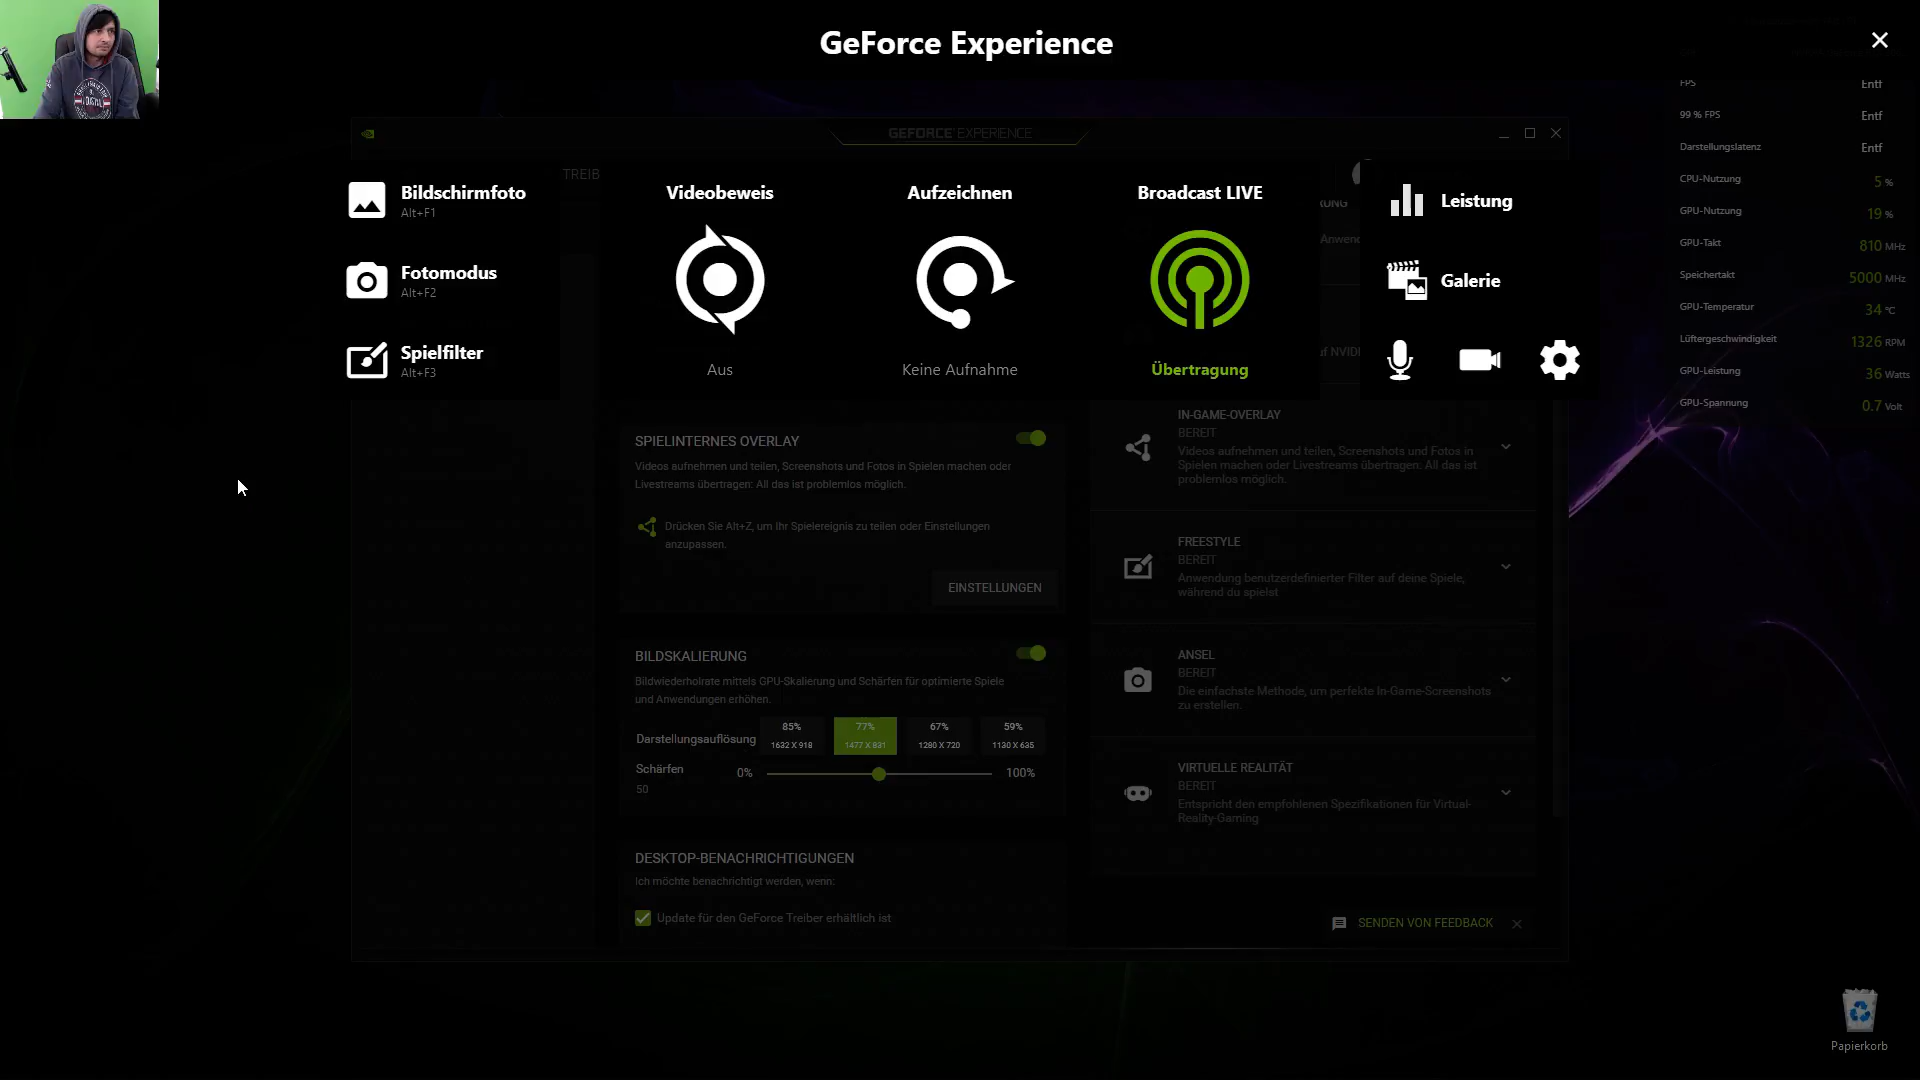 GeForce Experience
GEFORCE EXPERIENCE
TREIB
Bildschirmfoto
Alt+F1
Fotomodus
Alt+F2
Spielfilter
Alt+F3
Videobeweis
Aus
Aufzeichnen
Keine Aufnahme
Broadcast LIVE
Übertragung
Leistung
Galerie
FPS Entf
99 % FPS Entf
Darstellungslatenz Entf
CPU-Nutzung 5 %
GPU-Nutzung 19 %
GPU-Takt 810 MHz
Speichertakt 5000 MHz
GPU-Temperatur 34 °C
Lüftergeschwindigkeit 1326 RPM
GPU-Leistung 36 Watts
GPU-Spannung 0.7 Volt
SPIELINTERNES OVERLAY
Videos aufnehmen und teilen, Screenshots und Fotos in Spielen machen oder
Livestreams übertragen: All das ist problemlos möglich.
Drücken Sie Alt+Z, um Ihr Spielereignis zu teilen oder Einstellungen
anzupassen.
EINSTELLUNGEN
BILDSKALIERUNG
Bildwiederholrate mittels GPU-Skalierung und Schärfen für optimierte Spiele
und Anwendungen erhöhen.
Darstellungsauflösung
85%
1632 X 918
77%
1477 X 831
67%
1280 X 720
59%
1130 X 635
Schärfen 0% 100%
50
DESKTOP-BENACHRICHTIGUNGEN
Ich möchte benachrichtigt werden, wenn:
Update für den GeForce Treiber erhältlich ist
KUNG
Anwend
uf NVIDI
IN-GAME-OVERLAY
BEREIT
Videos aufnehmen und teilen, Screenshots und Fotos in
Spielen machen oder Livestreams übertragen: All das ist
problemlos möglich.
FREESTYLE
BEREIT
Anwendung benutzerdefinierter Filter auf deine Spiele,
während du spielst
ANSEL
BEREIT
Die einfachste Methode, um perfekte In-Game-Screenshots
zu erstellen.
VIRTUELLE REALITÄT
BEREIT
Entspricht den empfohlenen Spezifikationen für Virtual-
Reality-Gaming
SENDEN VON FEEDBACK
Papierkorb